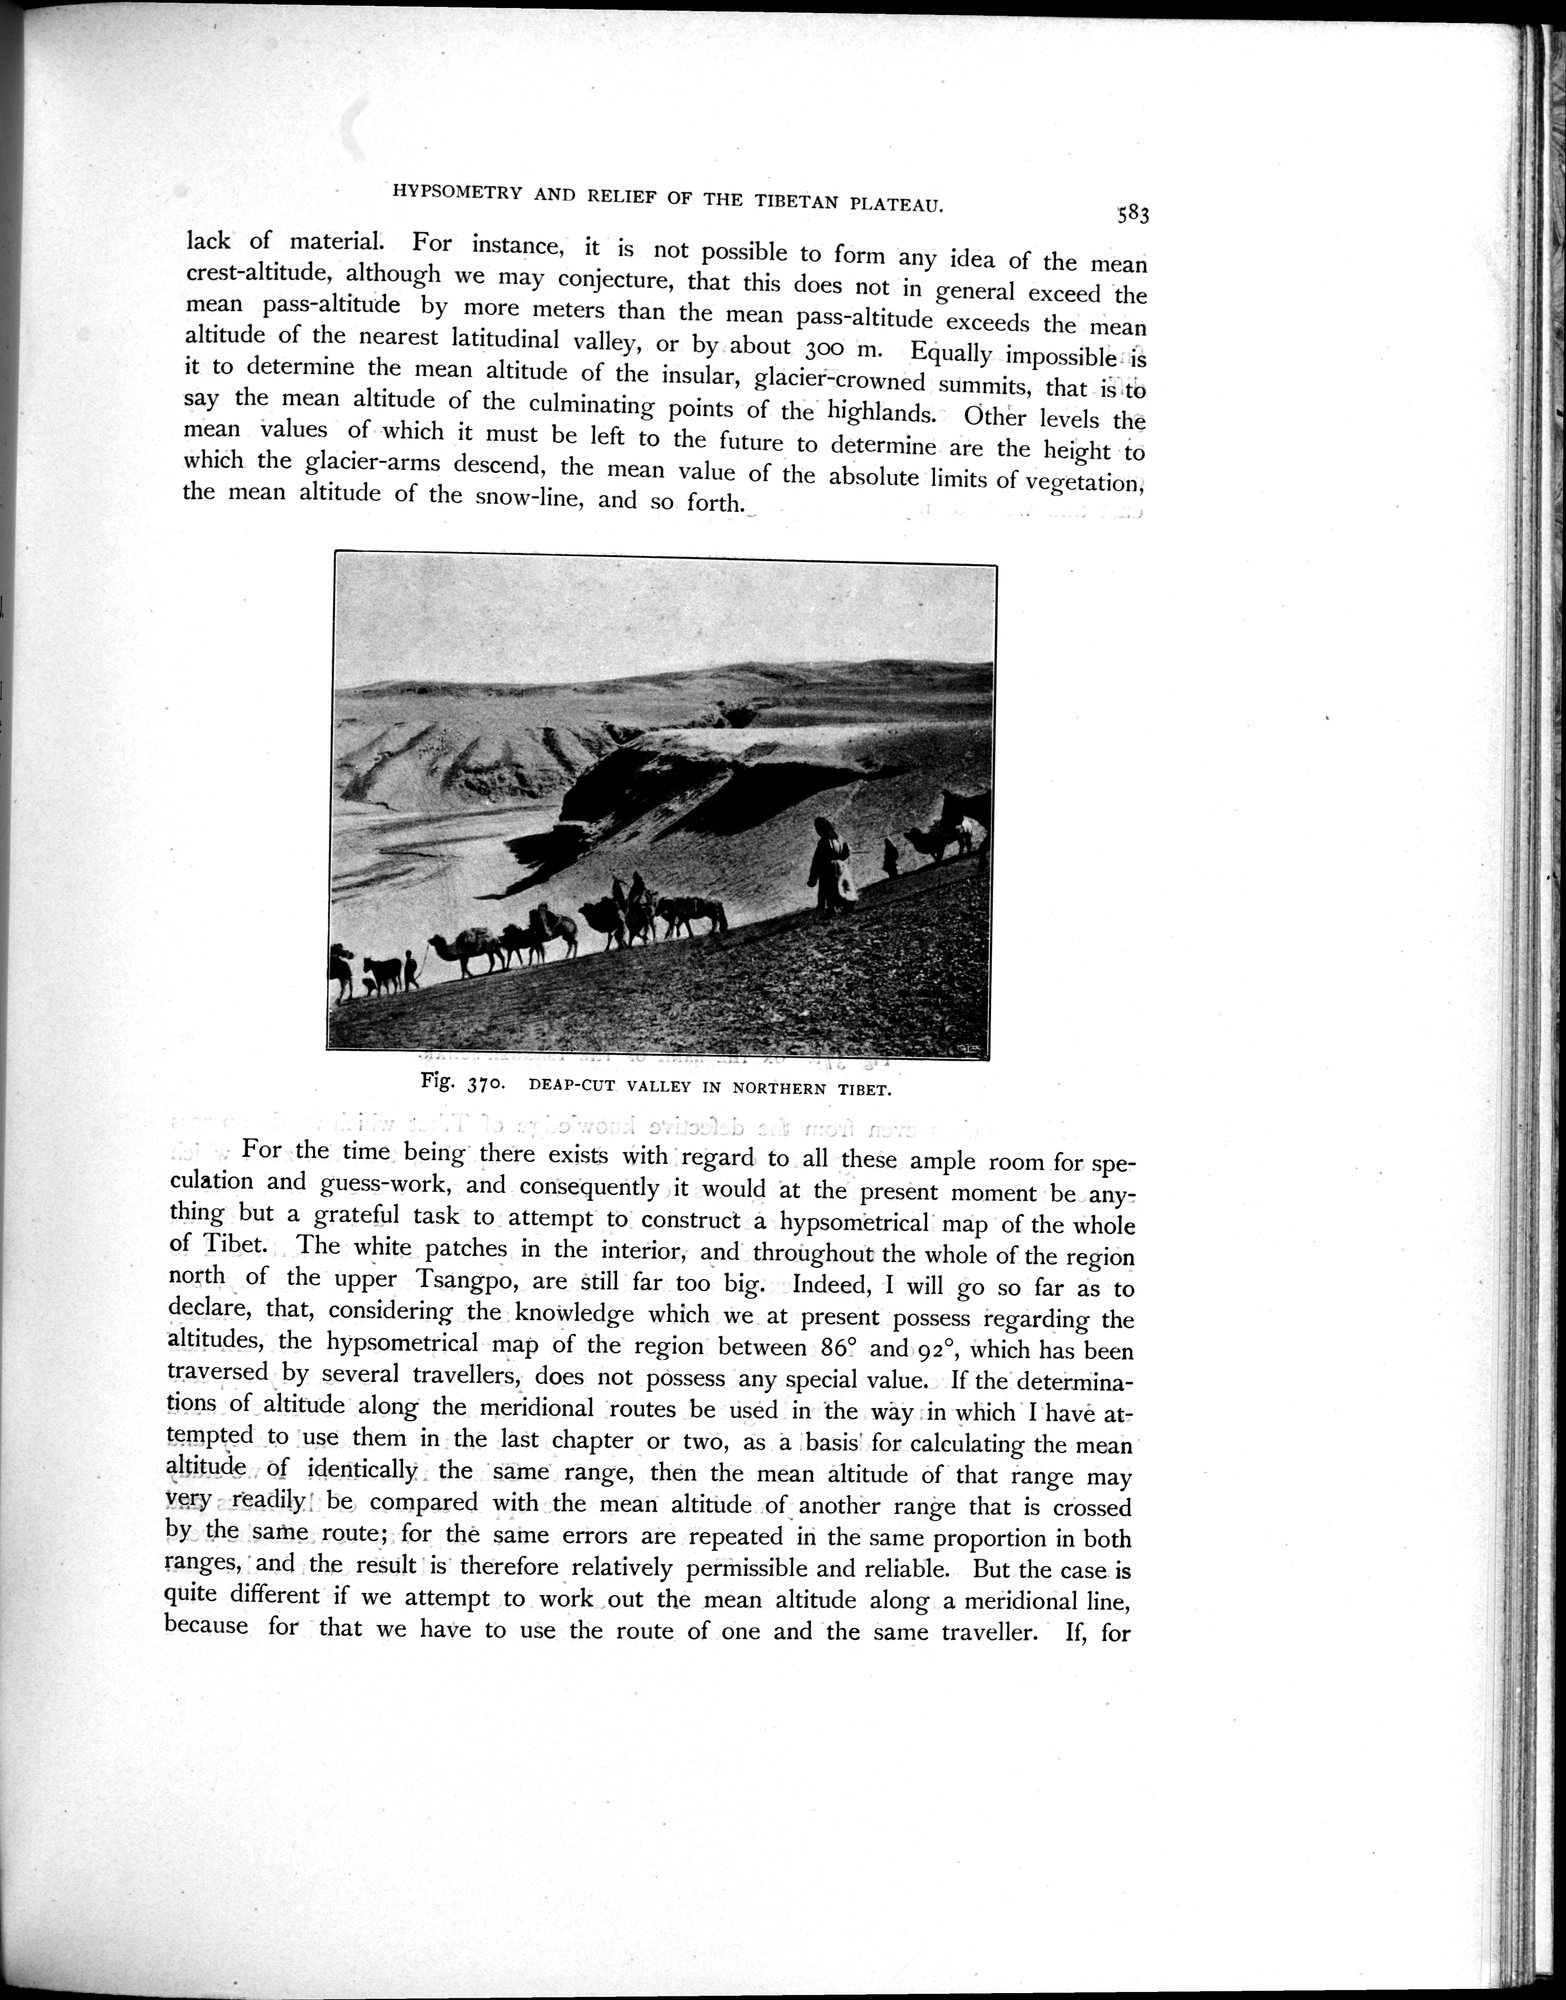 HYPSOMETRY AND RELIEF OF THE TIBETAN PLATEAU.
583
lack of material. For instance, it is not possible to form any idea of the mean
crest-altitude, although we may conjecture, that this does not in general exceed the
mean pass-altitude by more meters than the mean pass-altitude exceeds the mean
altitude of the nearest latitudinal valley, or by about 300 m. Equally impossible is
it to determine the mean altitude of the insular, glacier-crowned summits, that is to
say the mean altitude of the culminating points of the highlands. Other levels the
mean values of which it must be left to the future to determine are the height to
which the glacier-arms descend, the mean value of the absolute limits of vegetation,
the mean altitude of the snow-line, and so forth.
Fig. 370. DEAP-CUT VALLEY IN NORTHERN TIBET.
For the time being there exists with regard to all these ample room for spe-
culation and guess-work, and consequently it would at the present moment be any-
thing but a grateful task to attempt to construct a hypsometrical map of the whole
of Tibet. The white patches in the interior, and throughout the whole of the region
north of the upper Tsangpo, are still far too big. Indeed, I will go so far as to
declare, that, considering the knowledge which we at present possess regarding the
altitudes, the hypsometrical map of the region between 86° and 92°, which has been
traversed by several travellers, does not possess any special value. If the determina-
tions of altitude along the meridional routes be used in the way in which I have at-
tempted to use them in the last chapter or two, as a basis for calculating the mean
altitude of identically the same range, then the mean altitude of that range may
very readily be compared with the mean altitude of another range that is crossed
by the same route; for the same errors are repeated in the same proportion in both
ranges, and the result is therefore relatively permissible and reliable. But the case is
quite different if we attempt to work out the mean altitude along a meridional line,
because for that we have to use the route of one and the same traveller. If, for